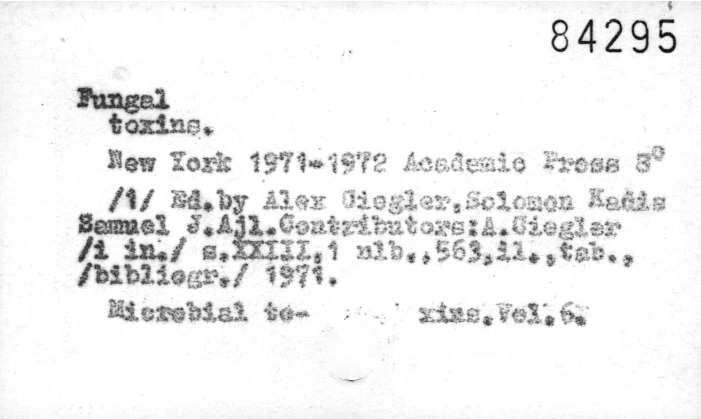 84295
Fungal
toxins.
New York 1971-1972 Academic Press 8°
/1/ Ed.by Alex Ciegler,Solomon Kadis
Samuel J.Ajl.Contributors:A.Ciegler
/i in./ s.XXIII,1 nlb.,563,il.,tab.,
/bibliogr./ 1971.
Microbial to- xins.Vol.6.